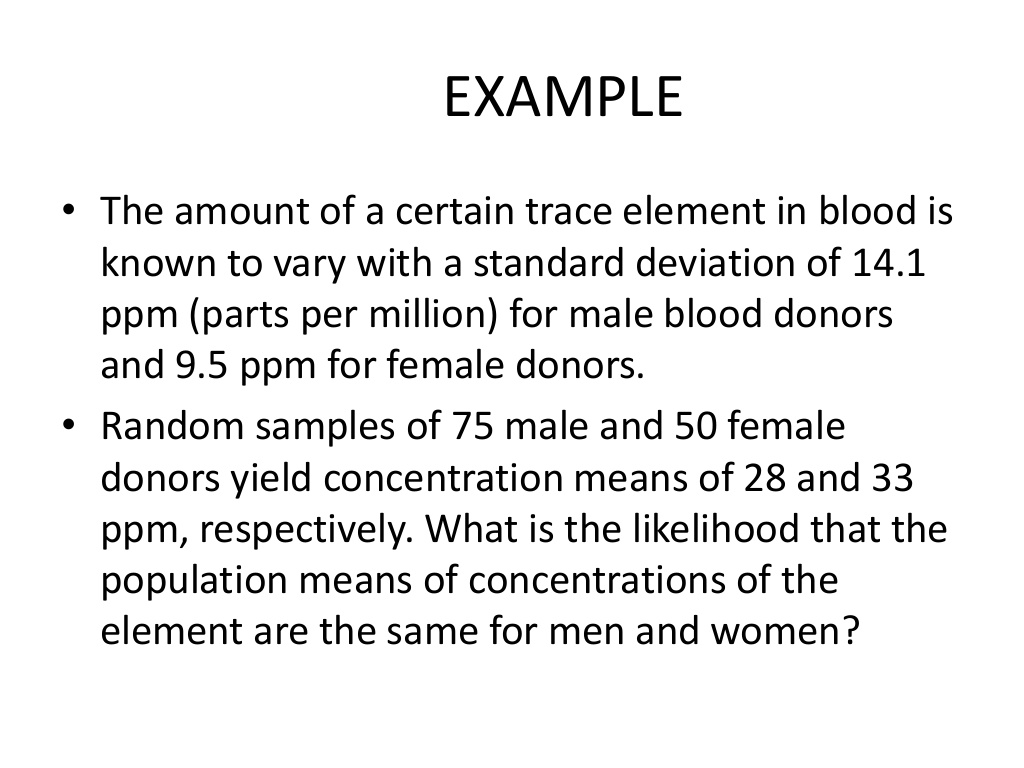 EXAMPLE
• The amount of a certain trace element in blood is
known to vary with a standard deviation of 14.1
ppm (parts per million) for male blood donors
and 9.5 ppm for female donors.
• Random samples of 75 male and 50 female
donors yield concentration means of 28 and 33
ppm, respectively. What is the likelihood that the
population means of concentrations of the
element are the same for men and women?